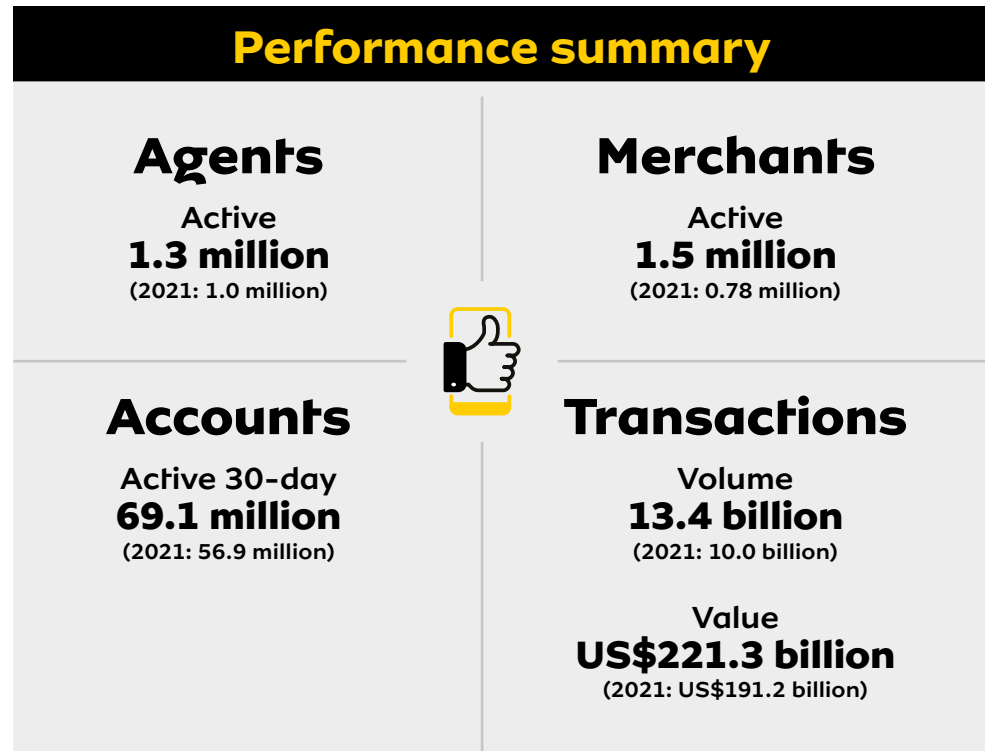 Performance summary
Agents
Active
1.3 million
(2021: 1.0 million)
Merchants
Active
1.5 million
(2021: 0.78 million)
Accounts
Active 30-day
69.1 million
(2021: 56.9 million)
Transactions
Volume
13.4 billion
(2021: 10.0 billion)
Value
US$221.3 billion
(2021: US$191.2 billion)